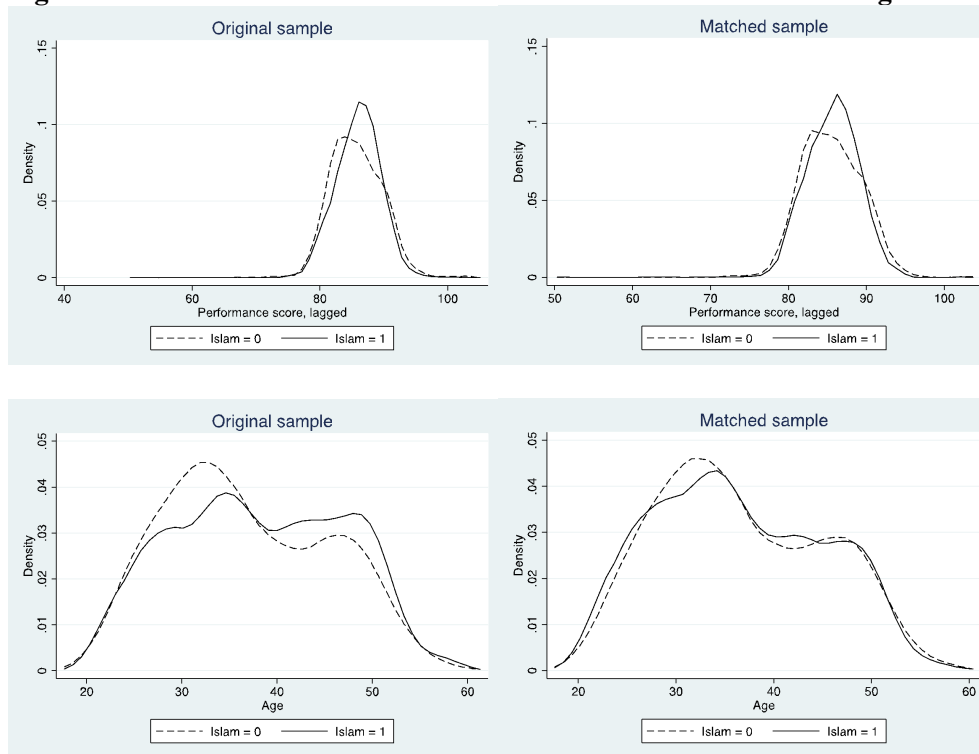 Original sample
Matched sample
Density
0
.05
.1
.15
40
60
80
100
Performance score, lagged
Islam = 0
Islam = 1
Density
0
.05
.1
.15
50
60
70
80
90
100
Performance score, lagged
Islam = 0
Islam = 1
Original sample
Matched sample
Density
0
.01
.02
.03
.04
.05
20
30
40
50
60
Age
Islam = 0
Islam = 1
Density
0
.01
.02
.03
.04
.05
20
30
40
50
60
Age
Islam = 0
Islam = 1